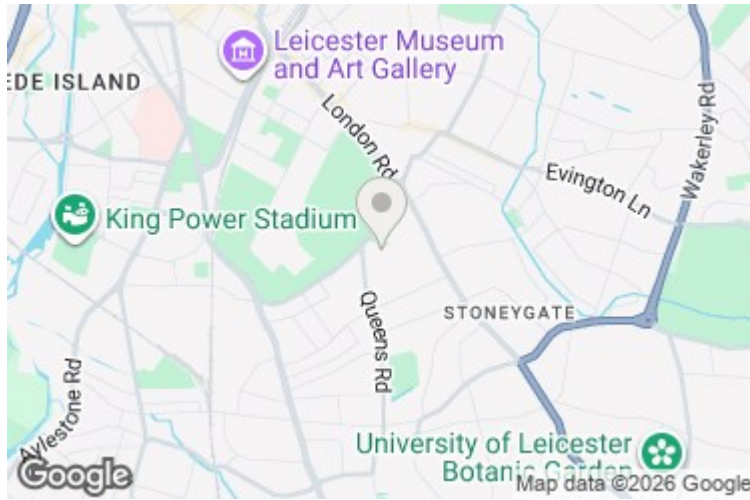 Leicester Museum
and Art Gallery
EDE ISLAND
London Rd
Wakerley Rd
Evington Ln
King Power Stadium
STONEYGATE
Queens Rd
Aylestone Rd
University of Leicester
Botanic Garden
Google
Map data ©2026 Google